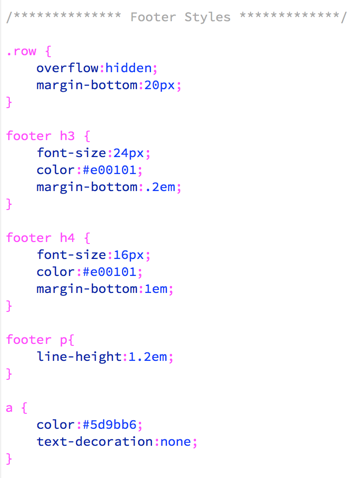 /************** Footer Styles *************/
.row {
overflow:hidden;
margin-bottom:20px;
}
footer h3 {
font-size:24px;
color:#e00101;
margin-bottom:.2em;
}
footer h4 {
font-size:16px;
color:#e00101;
margin-bottom:1em;
}
footer p{
line-height:1.2em;
}
a {
color:#5d9bb6;
text-decoration:none;
}